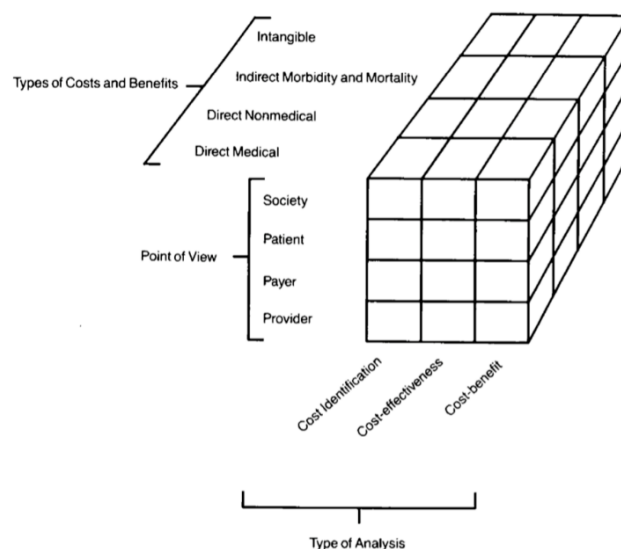 Intangible
Types of Costs and Benefits
Indirect Morbidity and Mortality
Direct Nonmedical
Direct Medical
Society
Patient
Point of View
Payer
Provider
Cost Identification
Cost-effectiveness
Cost-benefit
Type of Analysis